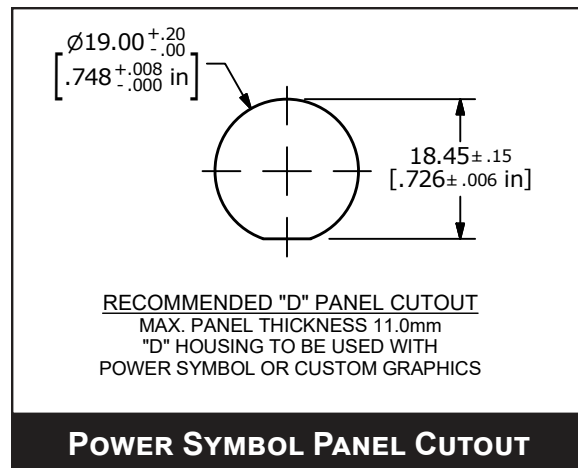 Ø19.00 +.20 -.00
[.748 +.008 -.000 in]
18.45± .15
[.726± .006 in]
RECOMMENDED "D" PANEL CUTOUT
MAX. PANEL THICKNESS 11.0mm
"D" HOUSING TO BE USED WITH
POWER SYMBOL OR CUSTOM GRAPHICS
POWER SYMBOL PANEL CUTOUT